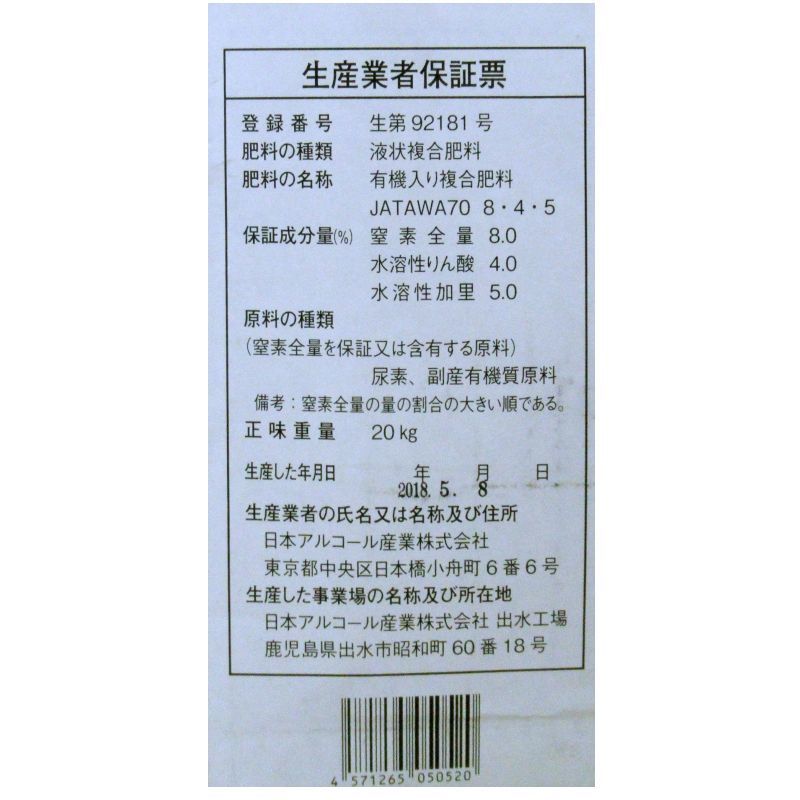 生産業者保証票
登録番号 生第92181号
肥料の種類 液状複合肥料
肥料の名称 有機入り複合肥料
JATAWA70 8・4・5
保証成分量(%) 窒素全量 8.0
水溶性りん酸 4.0
水溶性加里 5.0
原料の種類
(窒素全量を保証又は含有する原料)
尿素、副産有機質原料
備考：窒素全量の量の割合の大きい順である。
正味重量 20kg
生産した年月日 年 月 日
2018. 5. 8
生産業者の氏名又は名称及び住所
日本アルコール産業株式会社
東京都中央区日本橋小舟町6番6号
生産した事業場の名称及び所在地
日本アルコール産業株式会社 出水工場
鹿児島県出水市昭和町60番18号
4 571265 050520